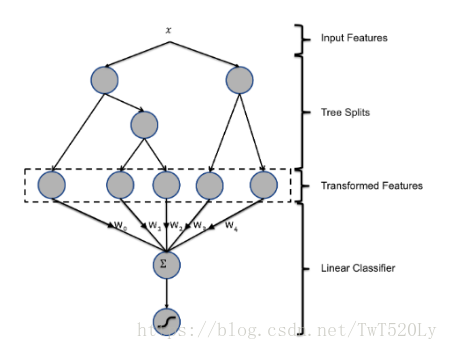 x
Input Features
Tree Splits
Transformed Features
W₀ W₁ W₂ W₃ W₄
Σ
Linear Classifier
https://blog.csdn.net/TwT520Ly